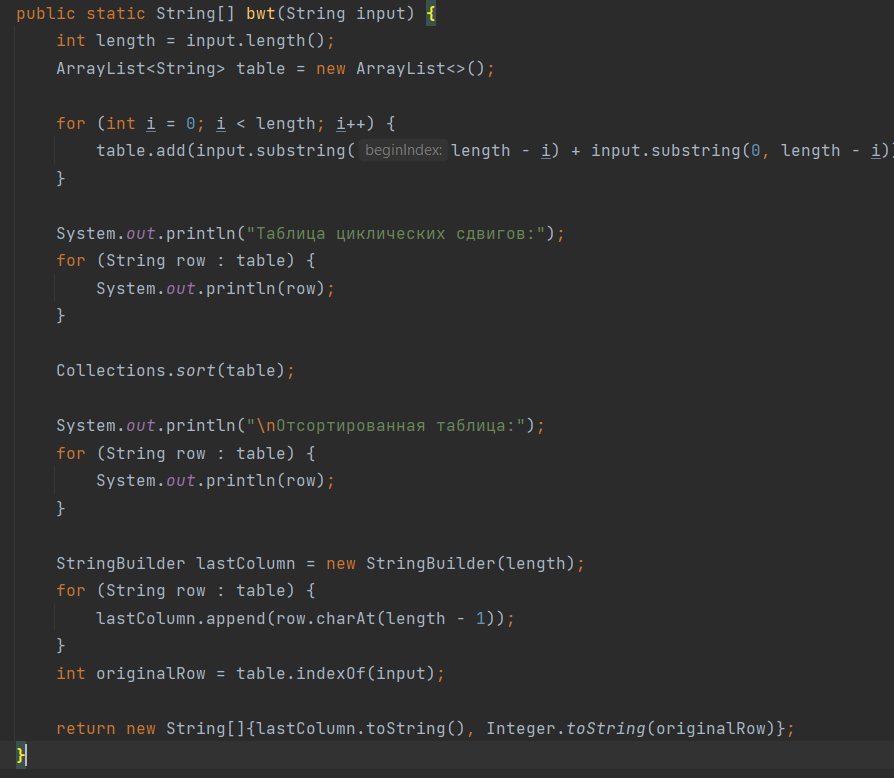 public static String[] bwt(String input) {
    int length = input.length();
    ArrayList<String> table = new ArrayList<>();
    for (int i = 0; i < length; i++) {
        table.add(input.substring( beginIndex: length - i) + input.substring(0, length - i))
    }
    System.out.println("Таблица циклических сдвигов:");
    for (String row : table) {
        System.out.println(row);
    }
    Collections.sort(table);
    System.out.println("\nОтсортированная таблица:");
    for (String row : table) {
        System.out.println(row);
    }
    StringBuilder lastColumn = new StringBuilder(length);
    for (String row : table) {
        lastColumn.append(row.charAt(length - 1));
    }
    int originalRow = table.indexOf(input);
    return new String[]{lastColumn.toString(), Integer.toString(originalRow)};
}